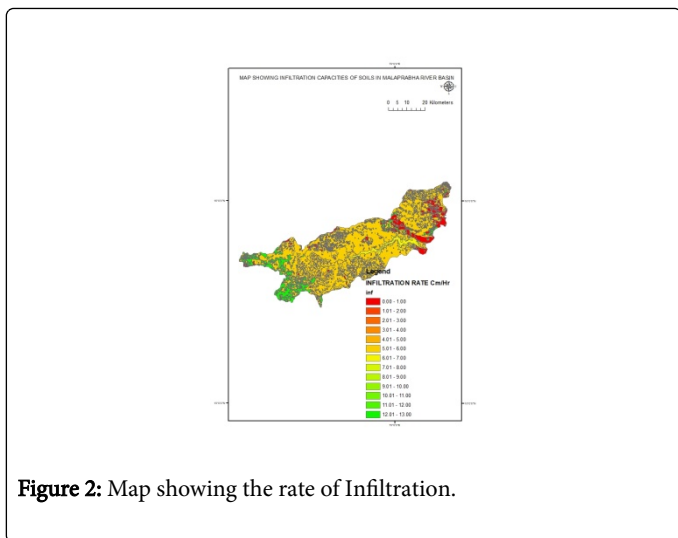 MAP SHOWING INFILTRATION CAPACITIES OF SOILS IN MALAPRABHA RIVER BASIN
0 5 10 20 Kilometers
Legend
INFILTRATION RATE Cm/Hr
inf
0.00 - 1.00
1.01 - 2.00
2.01 - 3.00
3.01 - 4.00
4.01 - 5.00
5.01 - 6.00
6.01 - 7.00
7.01 - 8.00
8.01 - 9.00
9.01 - 10.00
10.01 - 11.00
11.01 - 12.00
12.01 - 13.00
Figure 2: Map showing the rate of Infiltration.